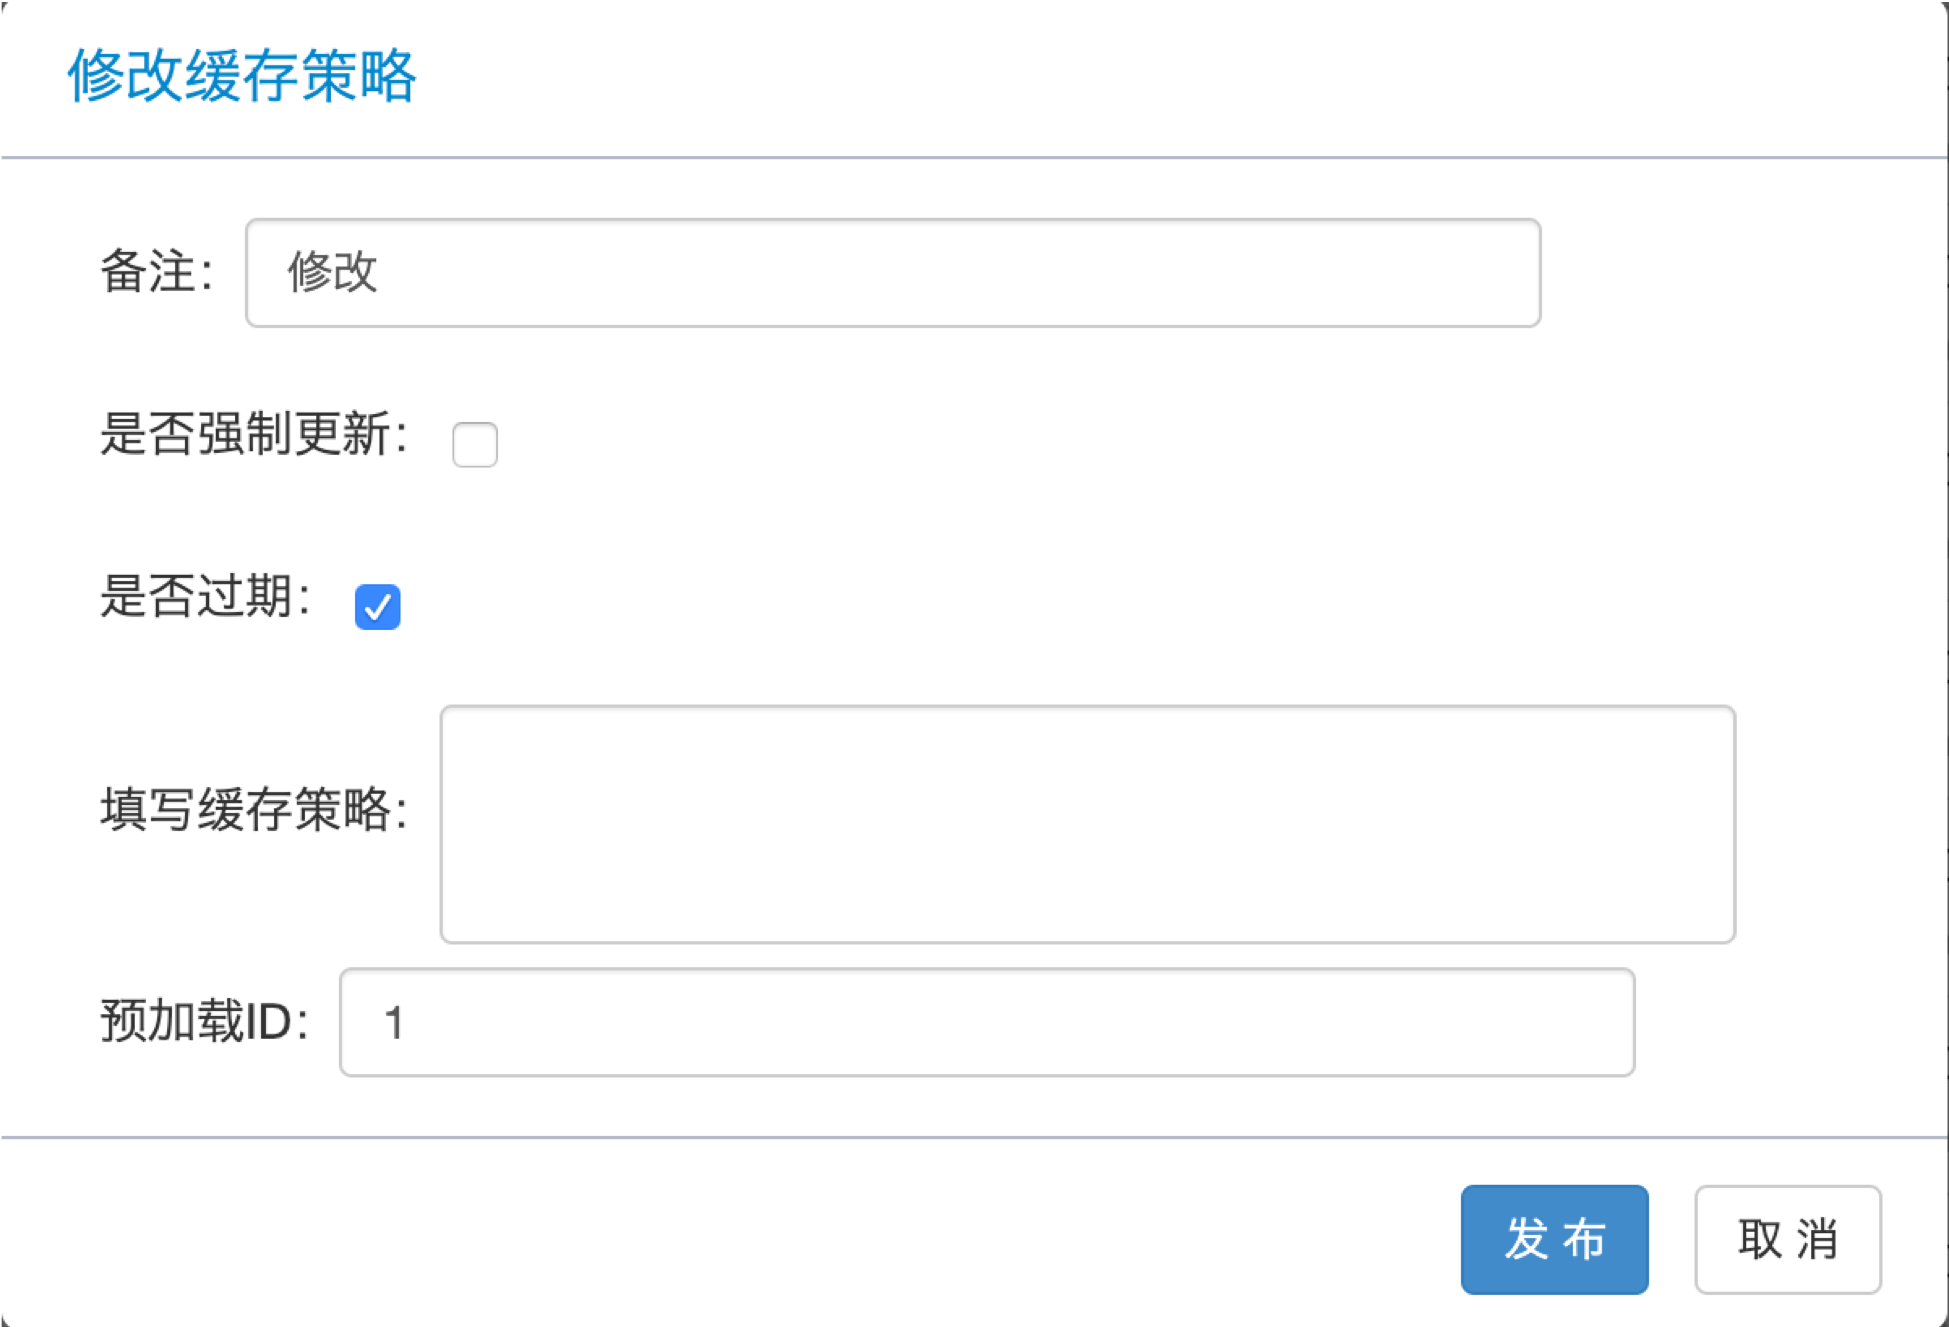 修改缓存策略
备注： 修改
是否强制更新：
是否过期：
填写缓存策略：
预加载ID： 1
发 布 取 消